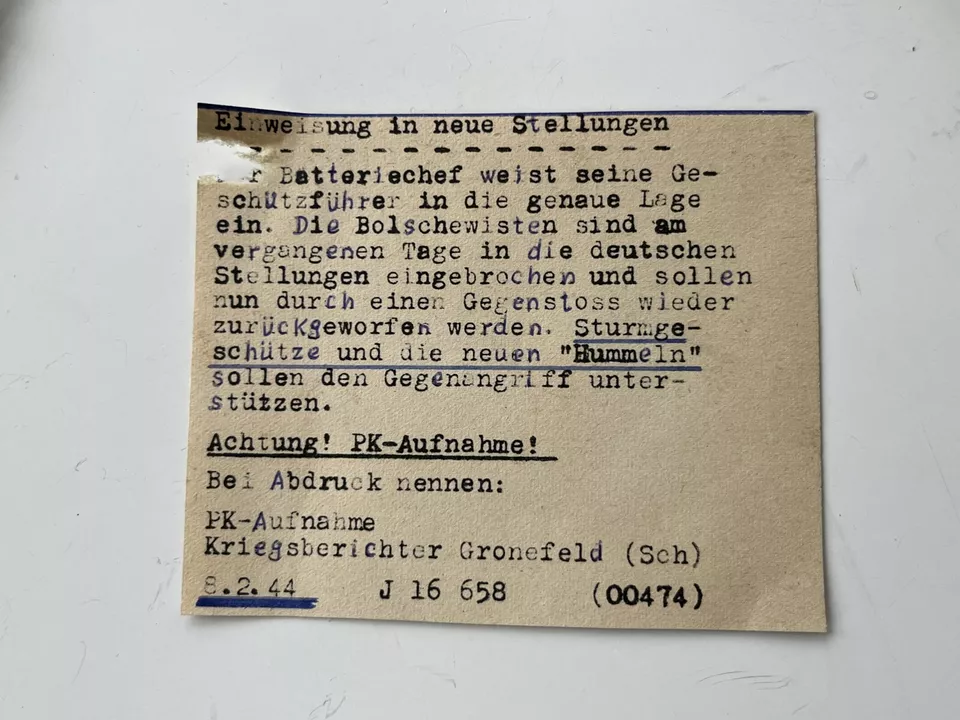 Einweisung in neue Stellungen
- - - - - - - - - - - - - -
Batteriechef weist seine Ge-
schützführer in die genaue Lage
ein. Die Bolschewisten sind am
vergangenen Tage in die deutschen
Stellungen eingebrochen und sollen
nun durch einen Gegenstoss wieder
zurückgeworfen werden. Sturmge-
schütze und die neuen "Hummeln"
sollen den Gegenangriff unter-
stützen.
Achtung! PK-Aufnahme!
Bei Abdruck nennen:
PK-Aufnahme
Kriegsberichter Gronefeld (Sch)
8.2.44 J 16 658 (00474)